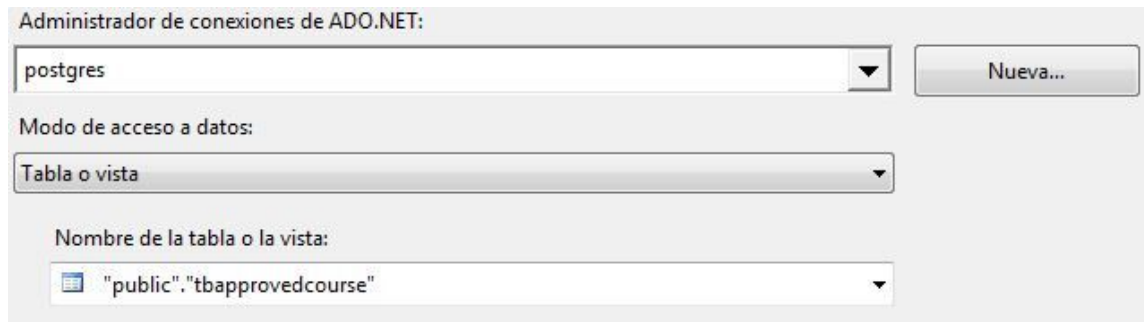 Administrador de conexiones de ADO.NET:
postgres
Nueva...
Modo de acceso a datos:
Tabla o vista
Nombre de la tabla o la vista:
"public"."tbapprovedcourse"